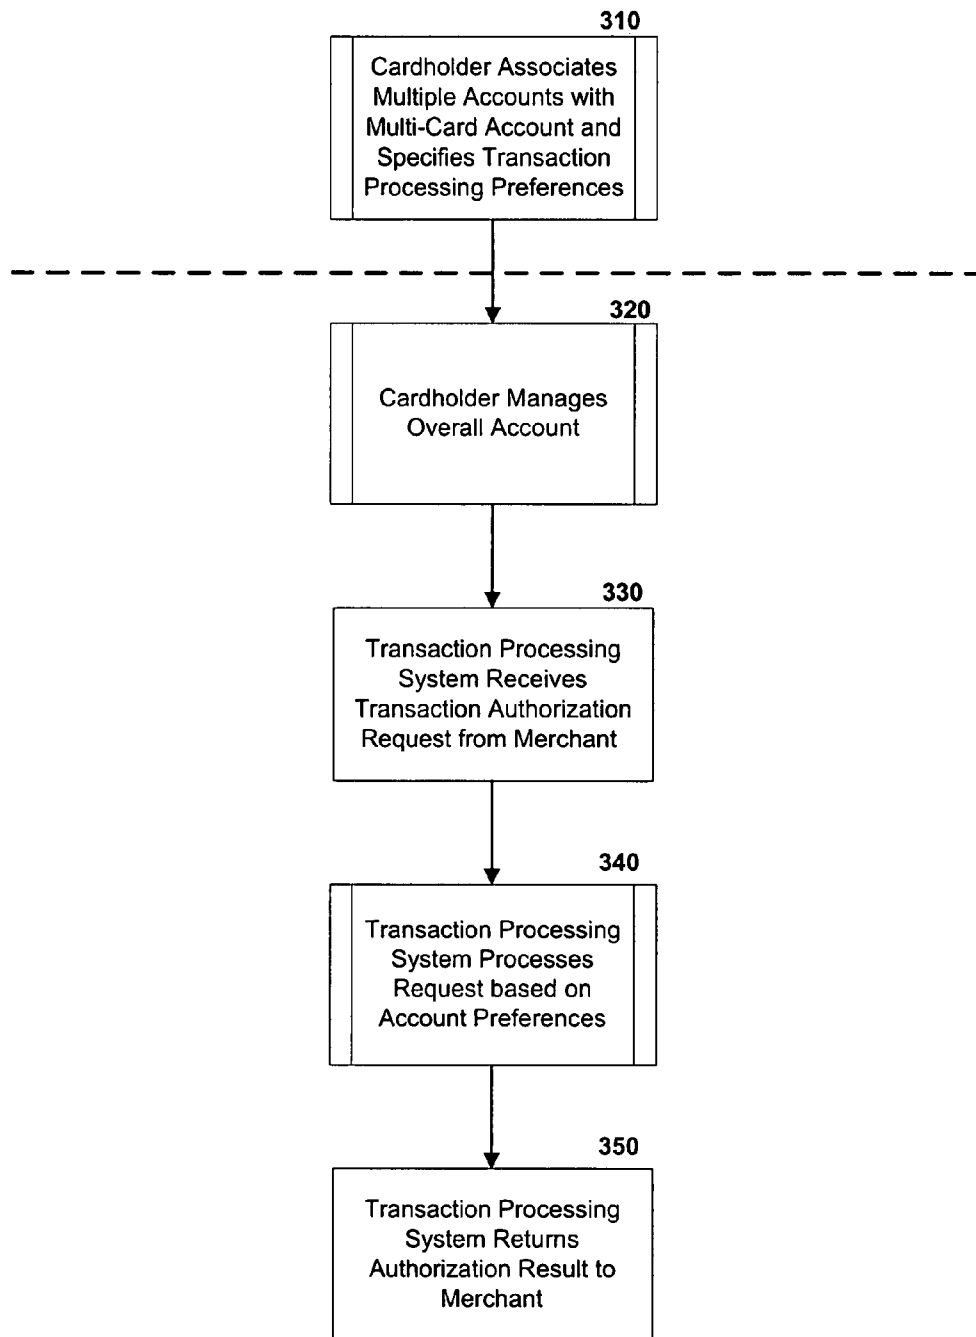 310
Cardholder Associates
Multiple Accounts with
Multi-Card Account and
Specifies Transaction
Processing Preferences
320
Cardholder Manages
Overall Account
330
Transaction Processing
System Receives
Transaction Authorization
Request from Merchant
340
Transaction Processing
System Processes
Request based on
Account Preferences
350
Transaction Processing
System Returns
Authorization Result to
Merchant